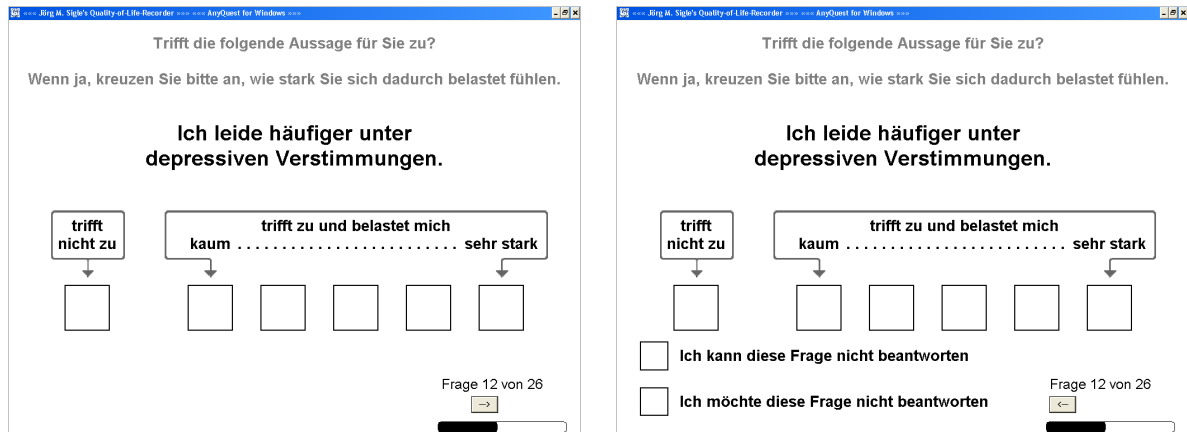 ««« Jörg M. Sigle's Quality-of-Life-Recorder »»» ««« AnyQuest for Windows »»»
Trifft die folgende Aussage für Sie zu?
Wenn ja, kreuzen Sie bitte an, wie stark Sie sich dadurch belastet fühlen.
Ich leide häufiger unter
depressiven Verstimmungen.
trifft
nicht zu
trifft zu und belastet mich
kaum . . . . . . . . . . . . . . . . . . . . . . . . . sehr stark
Frage 12 von 26
-->
««« Jörg M. Sigle's Quality-of-Life-Recorder »»» ««« AnyQuest for Windows »»»
Trifft die folgende Aussage für Sie zu?
Wenn ja, kreuzen Sie bitte an, wie stark Sie sich dadurch belastet fühlen.
Ich leide häufiger unter
depressiven Verstimmungen.
trifft
nicht zu
trifft zu und belastet mich
kaum . . . . . . . . . . . . . . . . . . . . . . . . . sehr stark
Ich kann diese Frage nicht beantworten
Ich möchte diese Frage nicht beantworten
Frage 12 von 26
<--